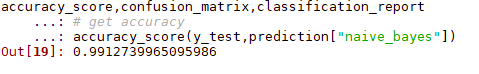 accuracy_score,confusion_matrix,classification_report
...: # get accuracy
...: accuracy_score(y_test,prediction["naive_bayes"])
Out[19]: 0.9912739965095986